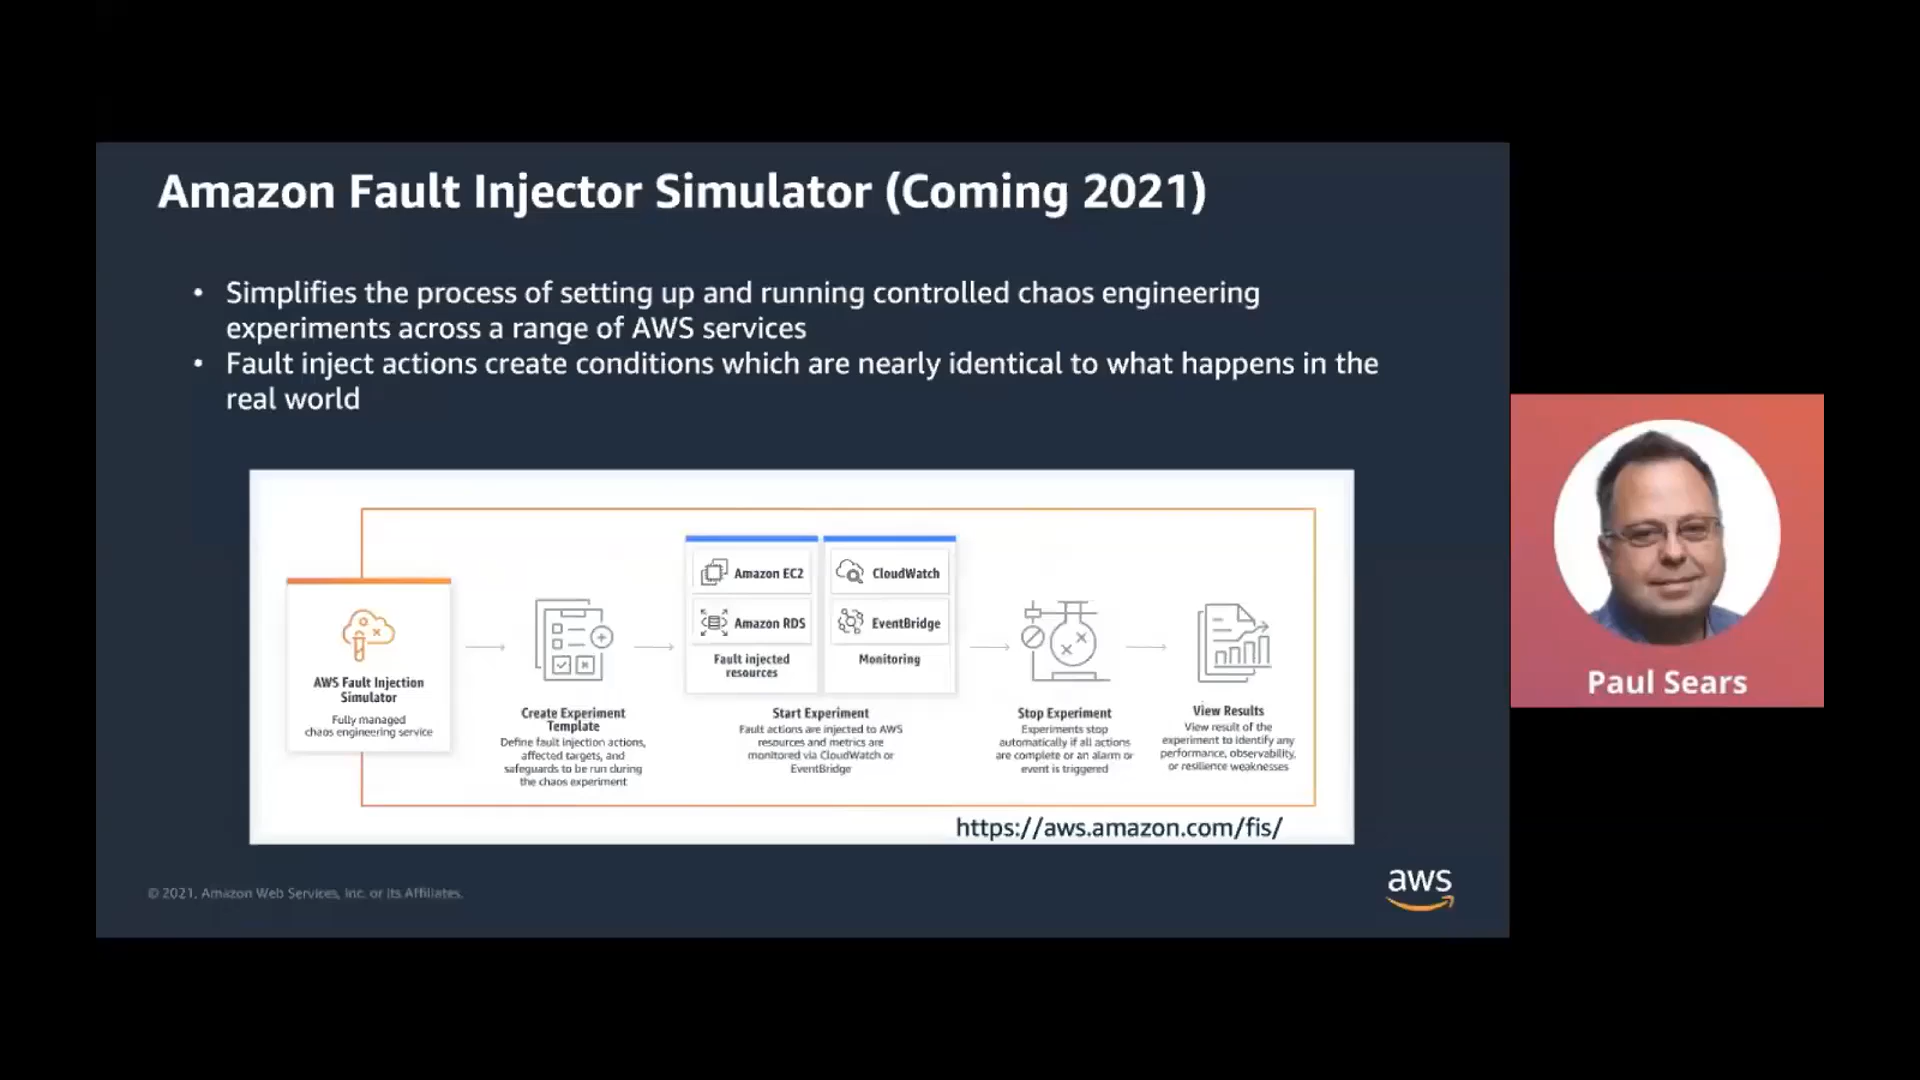 Amazon Fault Injector Simulator (Coming 2021)
• Simplifies the process of setting up and running controlled chaos engineering
experiments across a range of AWS services
• Fault inject actions create conditions which are nearly identical to what happens in the
real world
AWS Fault Injection
Simulator
Fully managed
chaos engineering service
Create Experiment
Template
Define fault injection actions,
affected targets, and
safeguards to be run during
the chaos experiment
Amazon EC2
Amazon RDS
Fault injected
resources
CloudWatch
EventBridge
Monitoring
Start Experiment
Fault actions are injected to AWS
resources and metrics are
monitored via CloudWatch or
EventBridge
Stop Experiment
Experiments stop
automatically if all actions
are complete or an alarm or
event is triggered
View Results
View result of the
experiment to identify any
performance, observability,
or resilience weaknesses
https://aws.amazon.com/fis/
© 2021, Amazon Web Services, Inc. or its Affiliates.
aws
Paul Sears